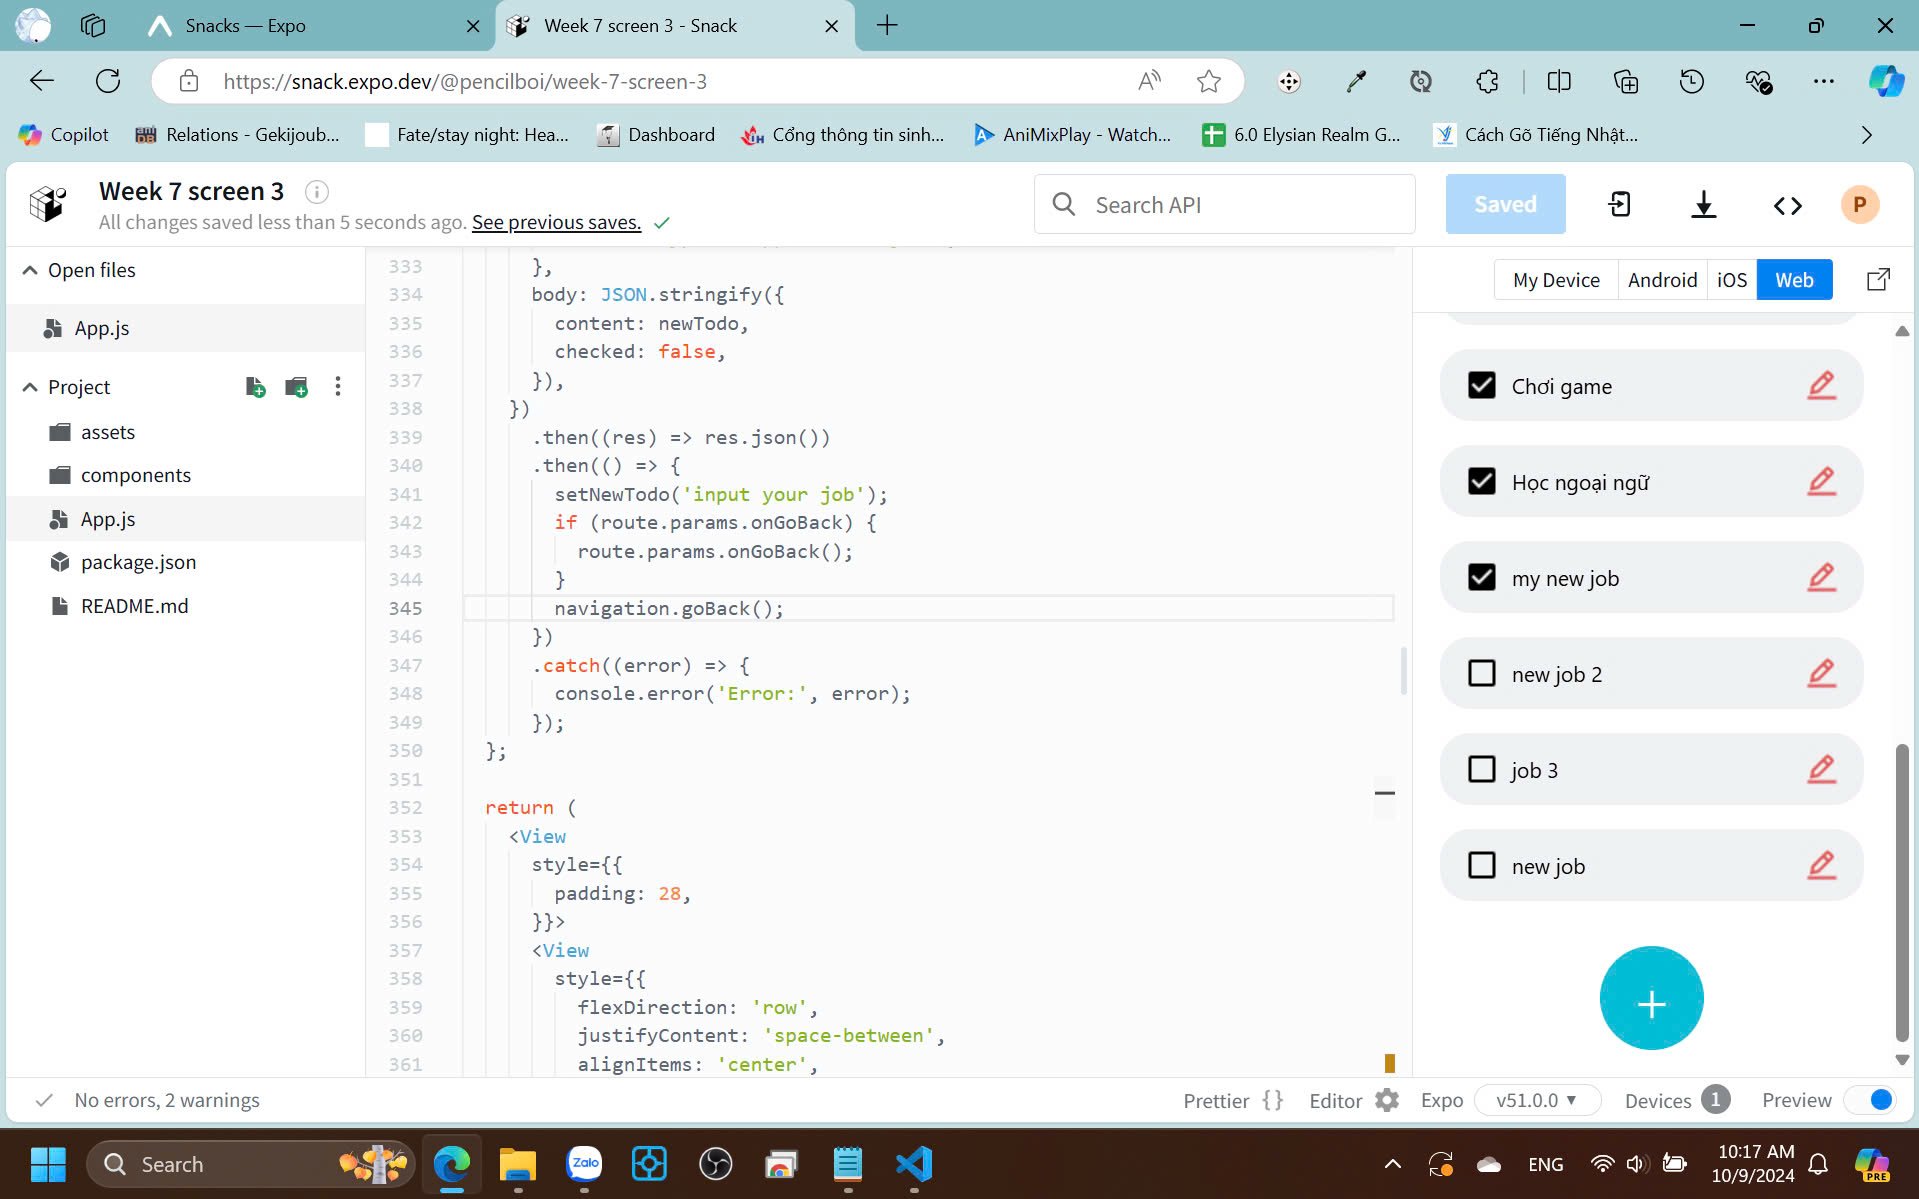 Snacks — Expo
Week 7 screen 3 - Snack
https://snack.expo.dev/@pencilboi/week-7-screen-3
Copilot
Relations - Gekijoub...
Fate/stay night: Hea...
Dashboard
Cổng thông tin sinh...
AniMixPlay - Watch...
6.0 Elysian Realm G...
Cách Gõ Tiếng Nhật...
Week 7 screen 3
All changes saved less than 5 seconds ago. See previous saves.
Search API
Saved
P
Open files
App.js
Project
assets
components
App.js
package.json
README.md
333 },
334 body: JSON.stringify({
335 content: newTodo,
336 checked: false,
337 }),
338 })
339 .then((res) => res.json())
340 .then(() => {
341 setNewTodo('input your job');
342 if (route.params.onGoBack) {
343 route.params.onGoBack();
344 }
345 navigation.goBack();
346 })
347 .catch((error) => {
348 console.error('Error:', error);
349 });
350 };
351
352 return (
353 <View
354 style={{
355 padding: 28,
356 }}>
357 <View
358 style={{
359 flexDirection: 'row',
360 justifyContent: 'space-between',
361 alignItems: 'center',
My Device
Android
iOS
Web
Chơi game
Học ngoại ngữ
my new job
new job 2
job 3
new job
+
No errors, 2 warnings
Prettier {}
Editor
Expo
v51.0.0
Devices 1
Preview
Search
Zalo
ENG
10:17 AM
10/9/2024
PRE